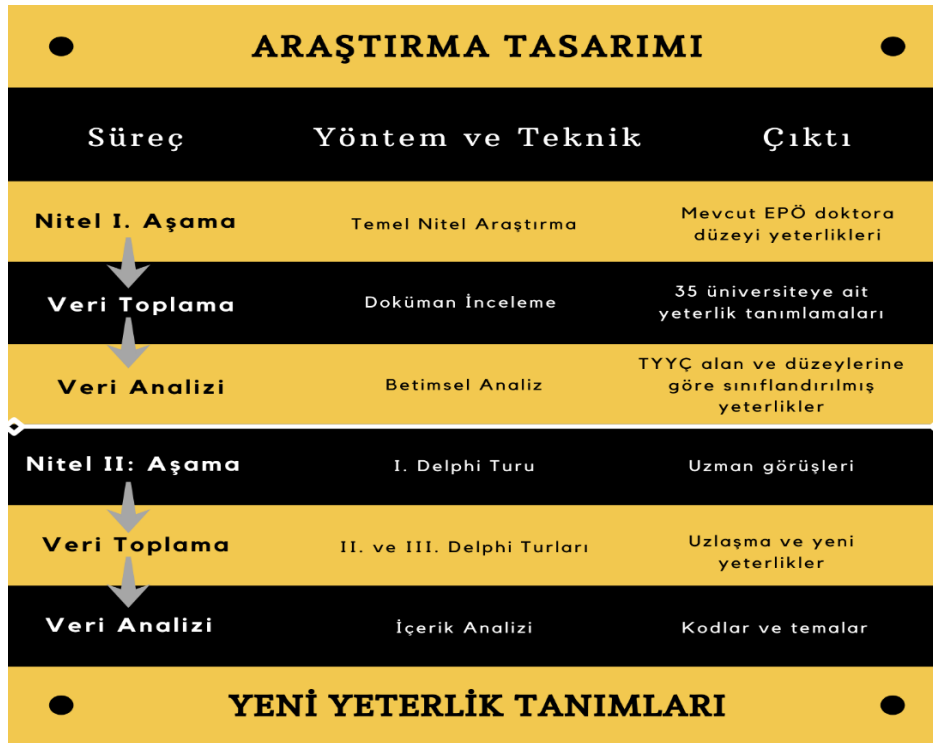 ARAŞTIRMA TASARIMI
Süreç Yöntem ve Teknik Çıktı
Nitel I. Aşama Temel Nitel Araştırma Mevcut EPÖ doktora
düzeyi yeterlikleri
Veri Toplama Doküman İnceleme 35 üniversiteye ait
yeterlik tanımlamaları
Veri Analizi Betimsel Analiz TYYÇ alan ve düzeylerine
göre sınıflandırılmış
yeterlikler
Nitel II: Aşama I. Delphi Turu Uzman görüşleri
Veri Toplama II. ve III. Delphi Turları Uzlaşma ve yeni
yeterlikler
Veri Analizi İçerik Analizi Kodlar ve temalar
YENİ YETERLİK TANIMLARI